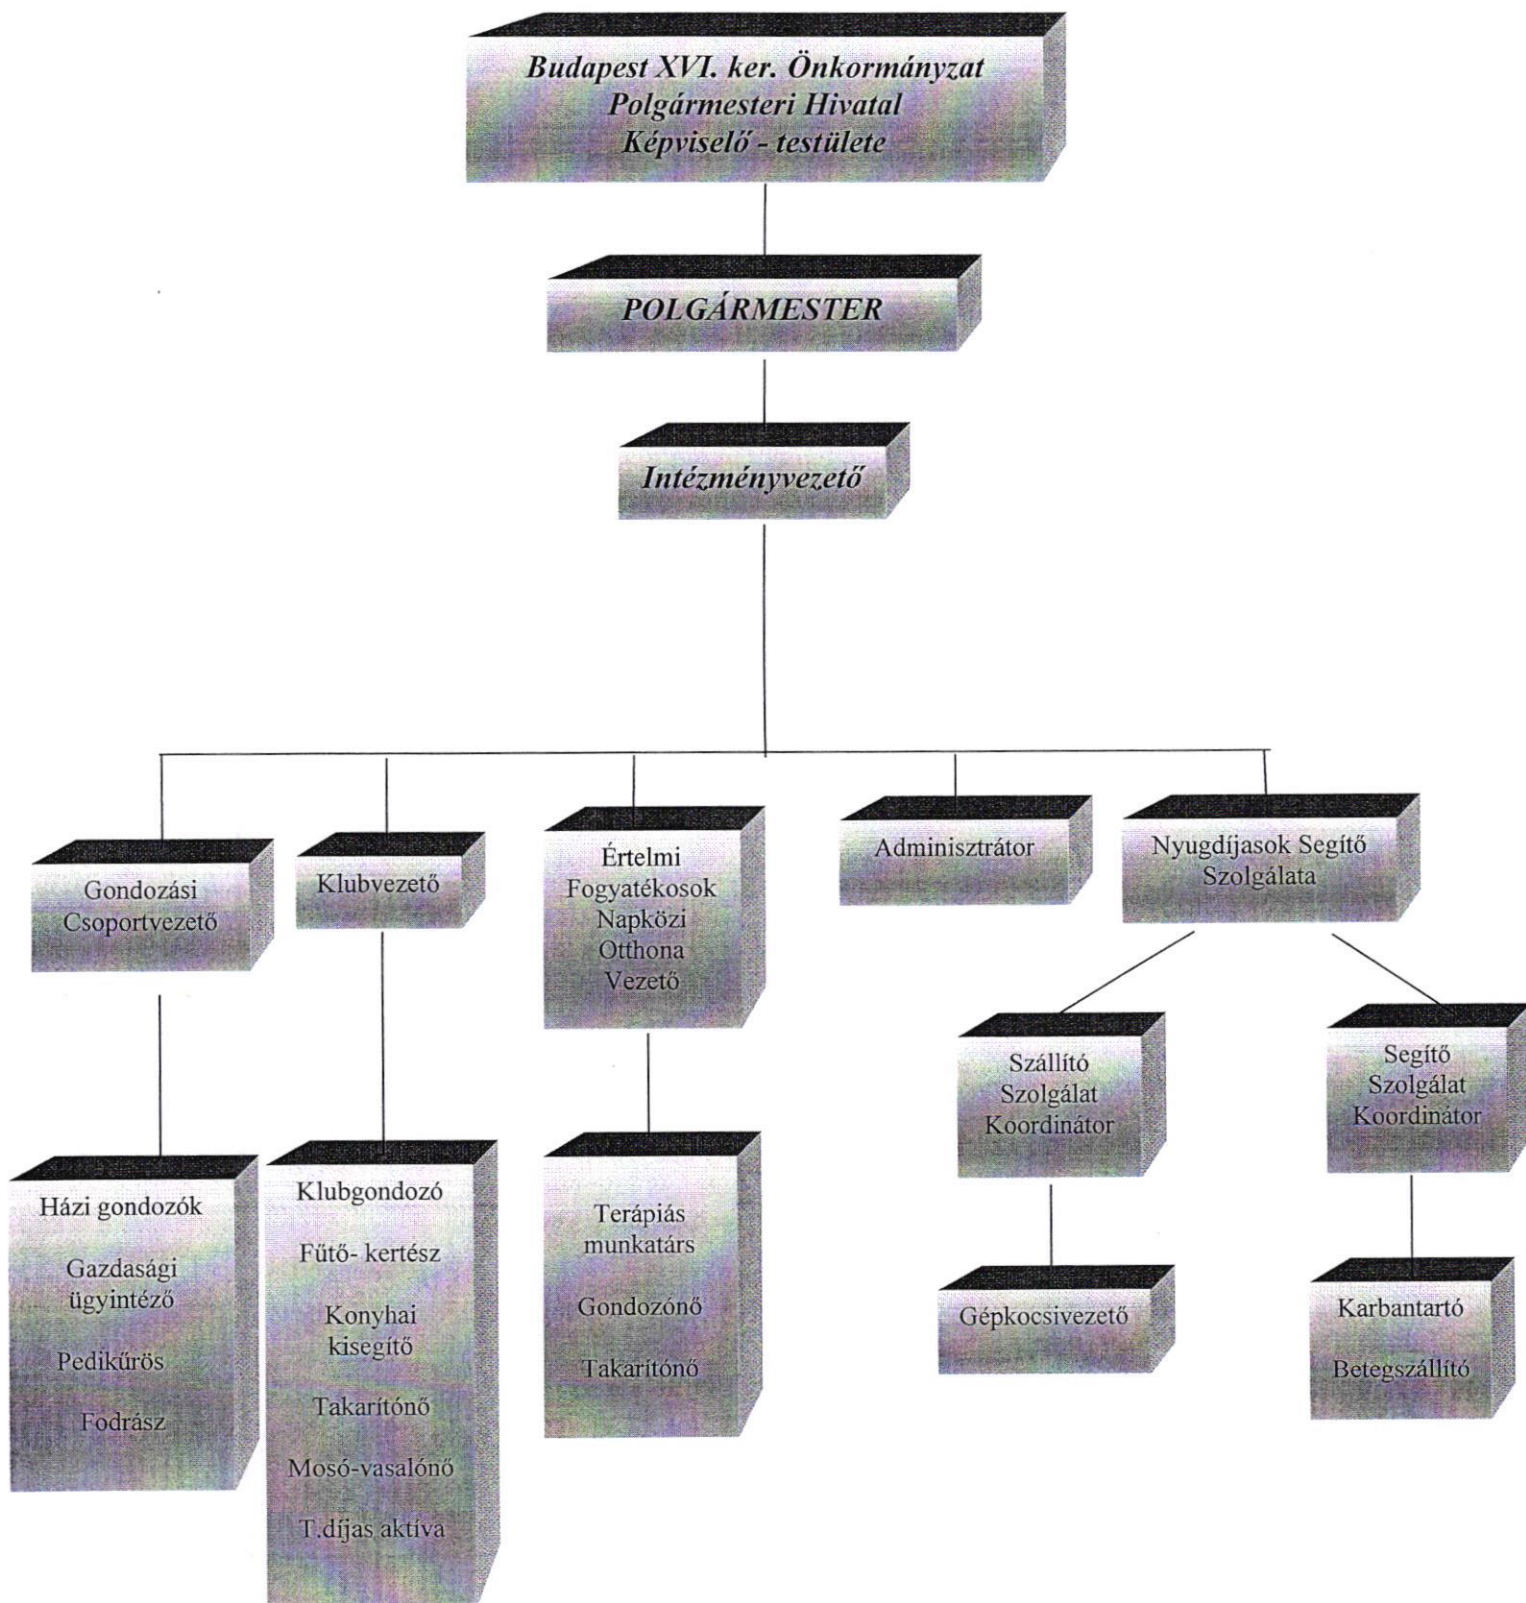 Budapest XVI. ker. Önkormányzat
Polgármesteri Hivatal
Képviselő - testülete
POLGÁRMESTER
Intézményvezető
Gondozási
Csoportvezető
Klubvezető
Értelmi
Fogyatékosok
Napközi
Otthona
Vezető
Adminisztrátor
Nyugdíjasok Segítő
Szolgálata
Szállító
Szolgálat
Koordinátor
Segítő
Szolgálat
Koordinátor
Házi gondozók
Gazdasági
ügyintéző
Pedikűrös
Fodrász
Klubgondozó
Fűtő- kertész
Konyhai
kisegítő
Takarítónő
Mosó-vasalónő
T.díjas aktíva
Terápiás
munkatárs
Gondozónő
Takarítónő
Gépkocsivezető
Karbantartó
Betegszállító